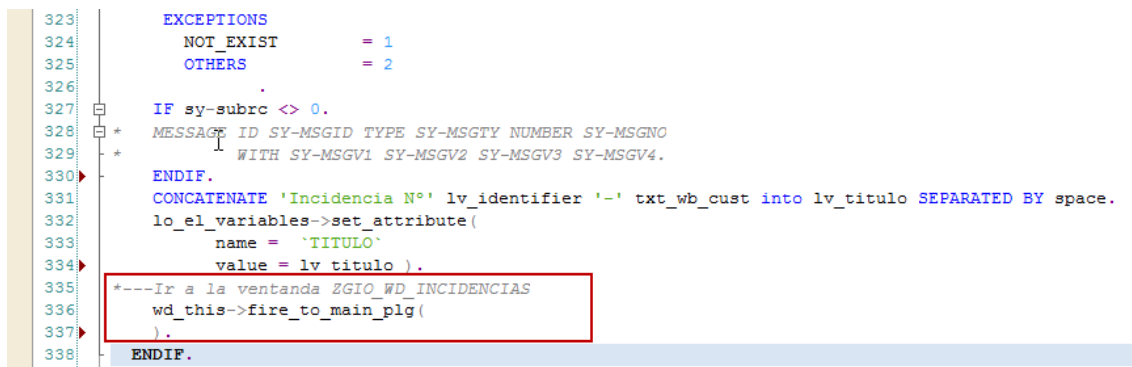 323 EXCEPTIONS
324 NOT_EXIST = 1
325 OTHERS = 2
326 .
327 IF sy-subrc <> 0.
328 * MESSAGE ID SY-MSGID TYPE SY-MSGTY NUMBER SY-MSGNO
329 * WITH SY-MSGV1 SY-MSGV2 SY-MSGV3 SY-MSGV4.
330 ENDIF.
331 CONCATENATE 'Incidencia Nº' lv_identifier '-' txt_wb_cust into lv_titulo SEPARATED BY space.
332 lo_el_variables->set_attribute(
333 name = `TITULO`
334 value = lv_titulo ).
335 *---Ir a la ventanda ZGIO_WD_INCIDENCIAS
336 wd_this->fire_to_main_plg(
337 ).
338 ENDIF.